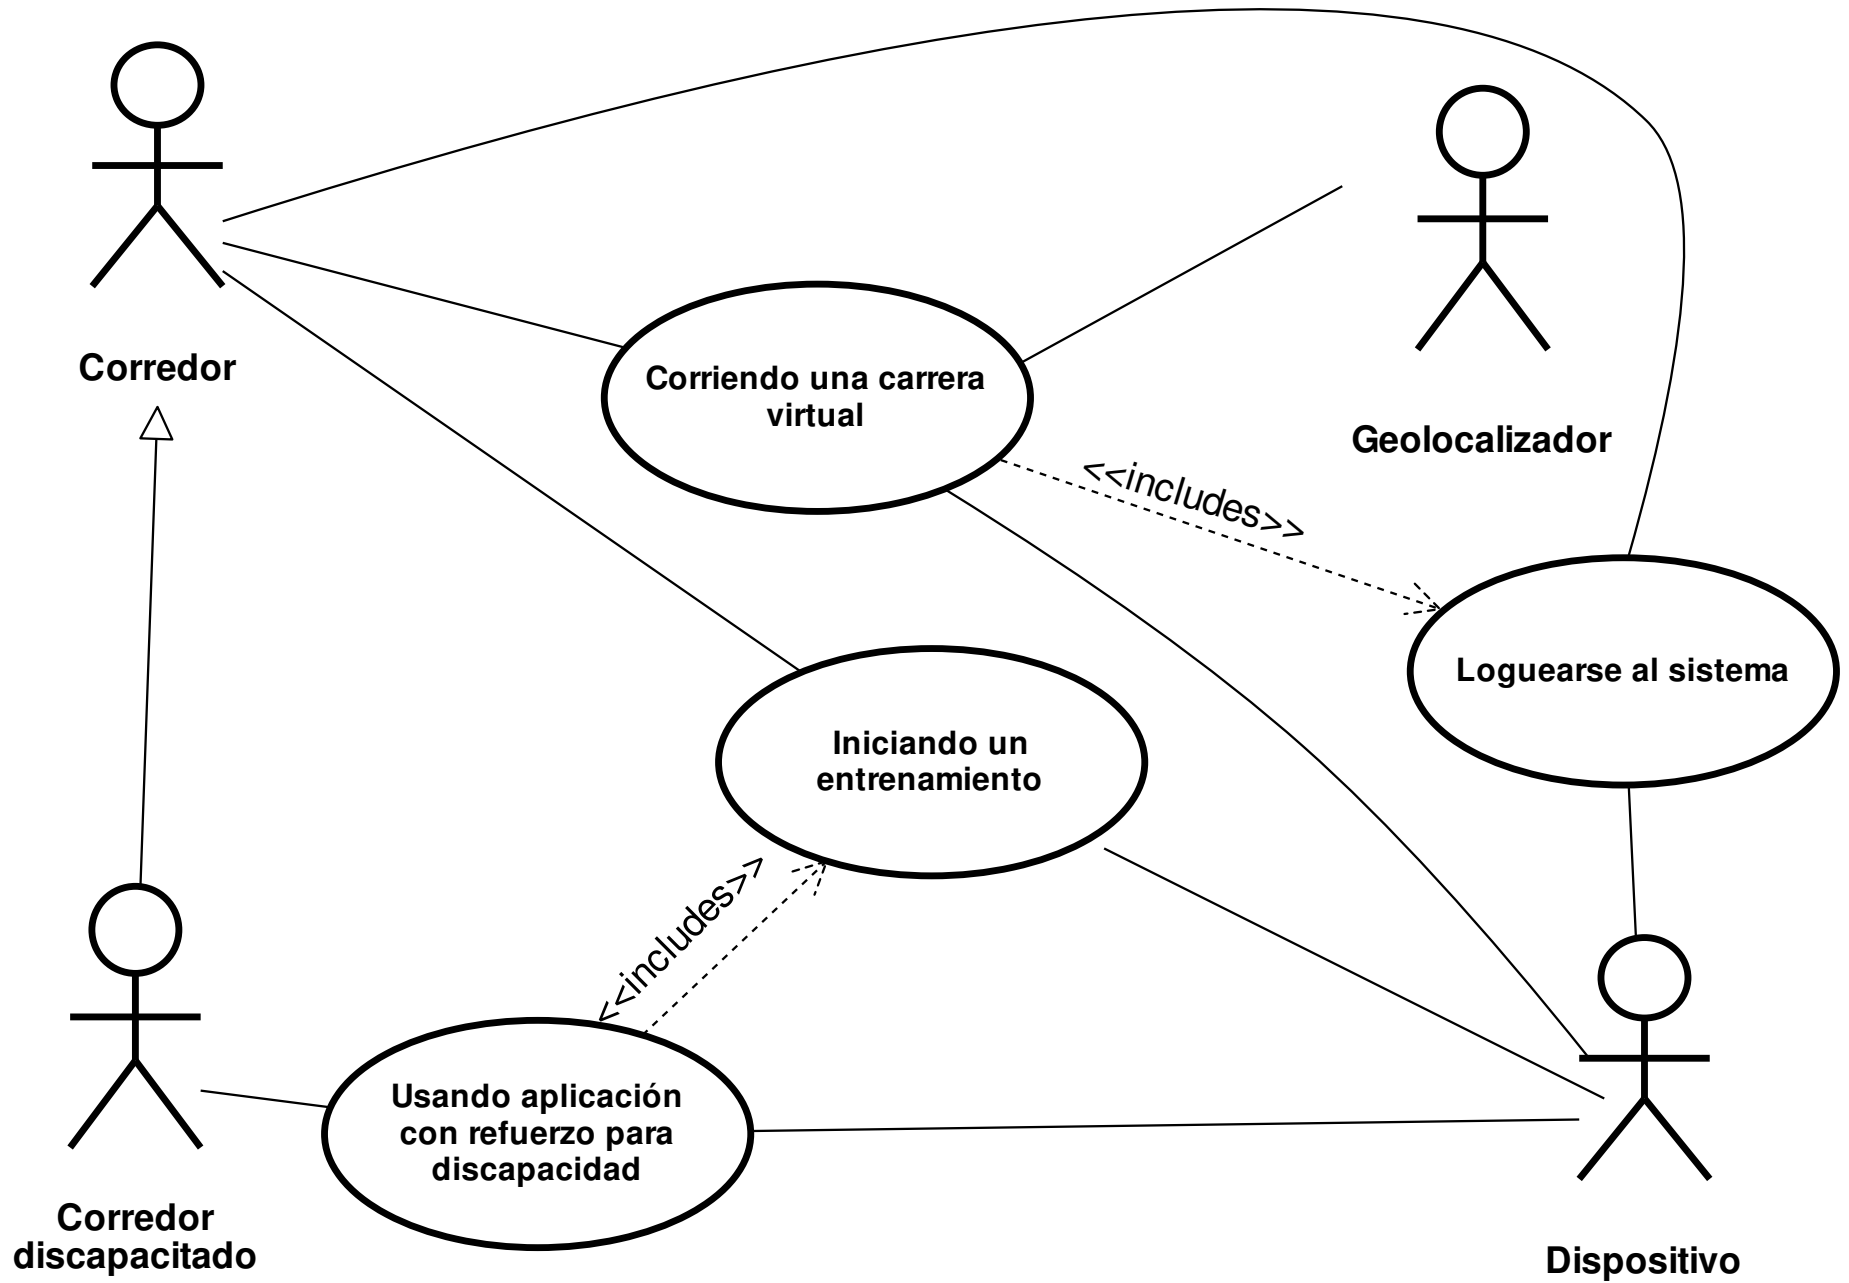 Corredor
Corriendo una carrera
virtual
Geolocalizador
<<includes>>
Loguearse al sistema
Iniciando un
entrenamiento
<<includes>>
Usando aplicación
con refuerzo para
discapacidad
Corredor
discapacitado
Dispositivo